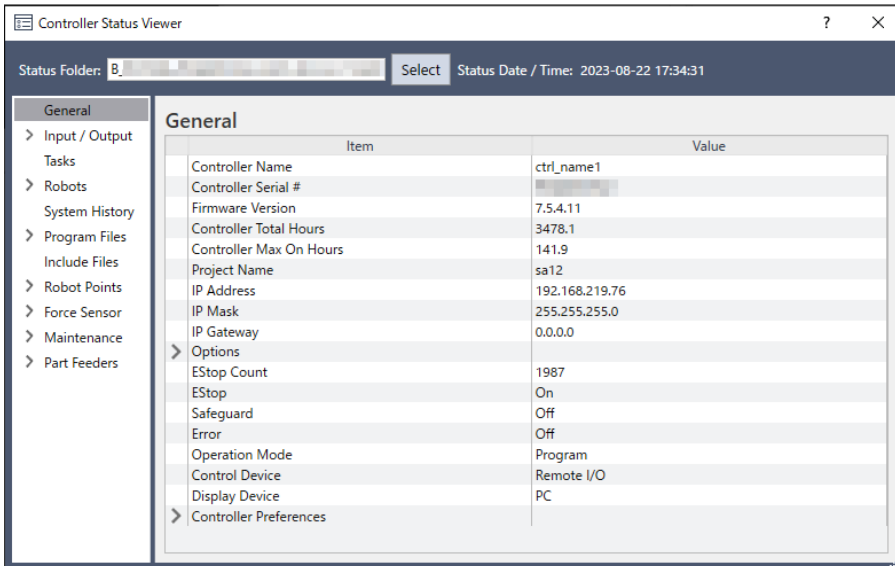 Controller Status Viewer ? ×
Status Folder: B_ Select Status Date / Time: 2023-08-22 17:34:31
General
Input / Output
Tasks
Robots
System History
Program Files
Include Files
Robot Points
Force Sensor
Maintenance
Part Feeders
General
Item Value
Controller Name ctrl_name1
Controller Serial #
Firmware Version 7.5.4.11
Controller Total Hours 3478.1
Controller Max On Hours 141.9
Project Name sa12
IP Address 192.168.219.76
IP Mask 255.255.255.0
IP Gateway 0.0.0.0
Options
EStop Count 1987
EStop On
Safeguard Off
Error Off
Operation Mode Program
Control Device Remote I/O
Display Device PC
Controller Preferences